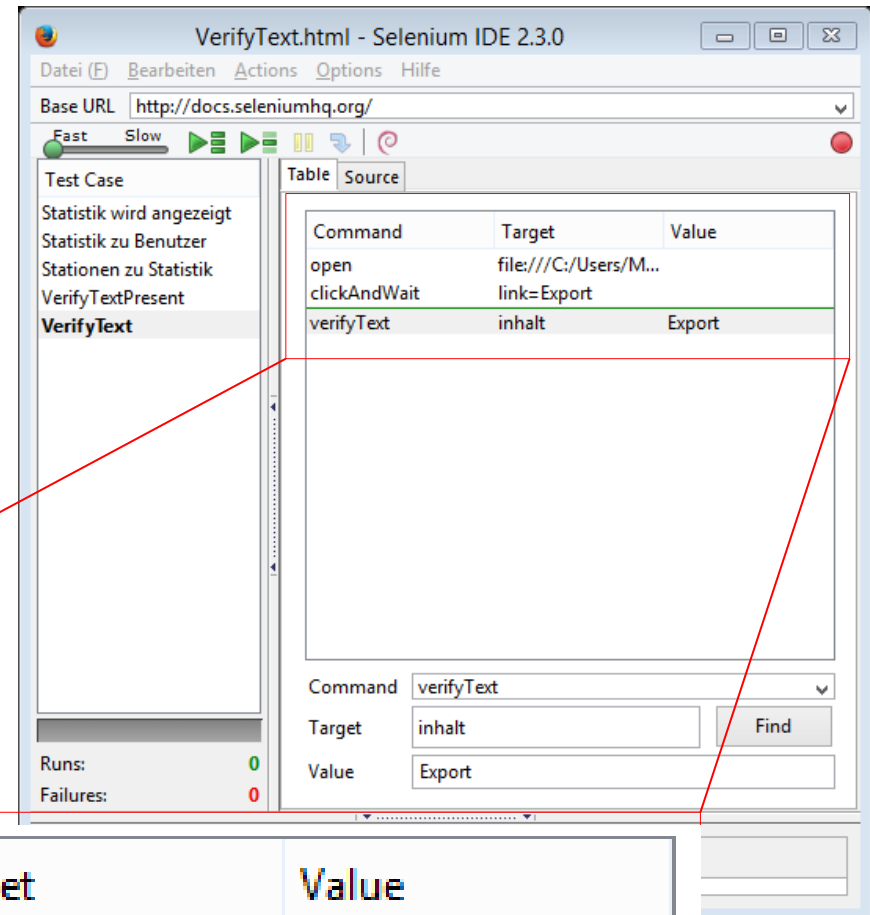 VerifyText.html - Selenium IDE 2.3.0
Datei (F) Bearbeiten Actions Options Hilfe
Base URL http://docs.seleniumhq.org/
Fast Slow
Test Case
Statistik wird angezeigt
Statistik zu Benutzer
Stationen zu Statistik
VerifyTextPresent
VerifyText
Runs: 0
Failures: 0
Table Source
Command Target Value
open file:///C:/Users/M...
clickAndWait link=Export
verifyText inhalt Export
Command verifyText
Target inhalt Find
Value Export
et Value